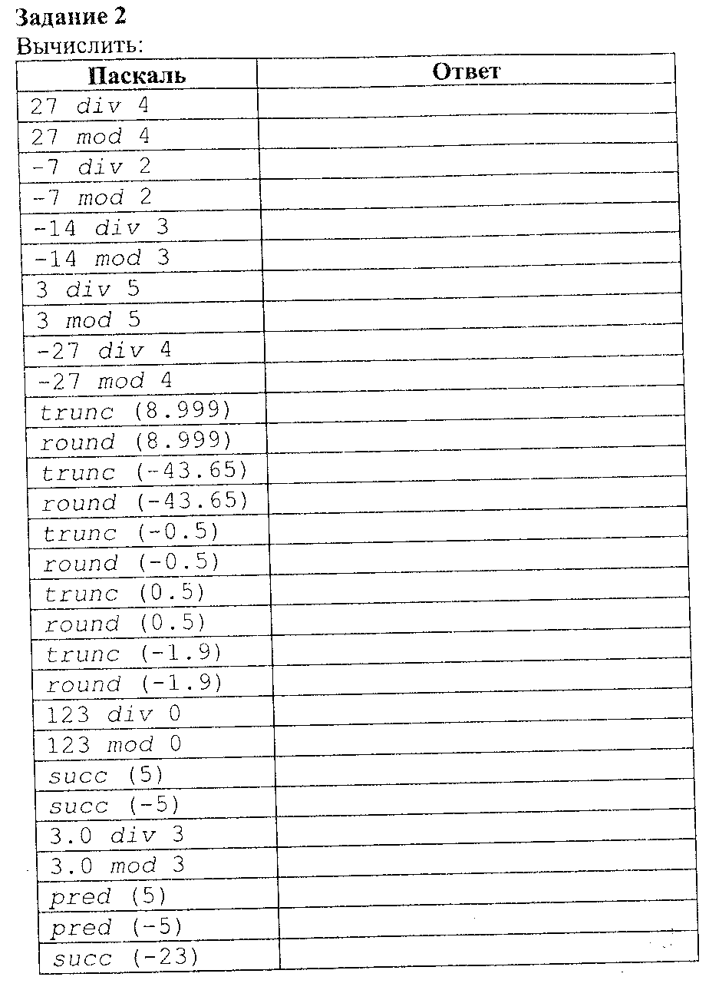 Задание 2
Вычислить:
Паскаль Ответ
27 div 4
27 mod 4
-7 div 2
-7 mod 2
-14 div 3
-14 mod 3
3 div 5
3 mod 5
-27 div 4
-27 mod 4
trunc (8.999)
round (8.999)
trunc (-43.65)
round (-43.65)
trunc (-0.5)
round (-0.5)
trunc (0.5)
round (0.5)
trunc (-1.9)
round (-1.9)
123 div 0
123 mod 0
succ (5)
succ (-5)
3.0 div 3
3.0 mod 3
pred (5)
pred (-5)
succ (-23)